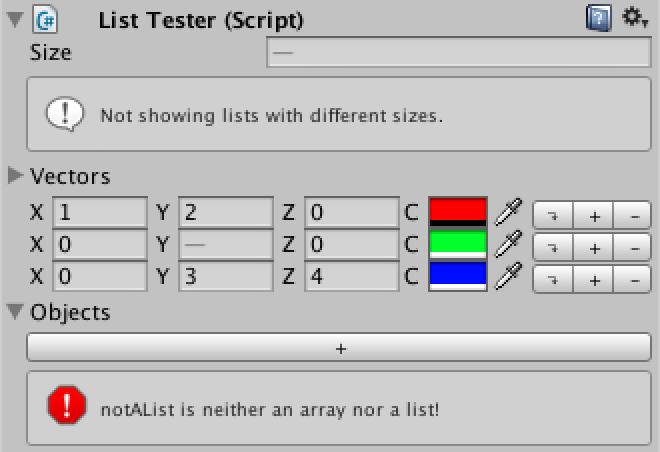 List Tester (Script)
Size —
Not showing lists with different sizes.
Vectors
X 1 Y 2 Z 0 C + -
X 0 Y — Z 0 C + -
X 0 Y 3 Z 4 C + -
Objects
+
notAList is neither an array nor a list!